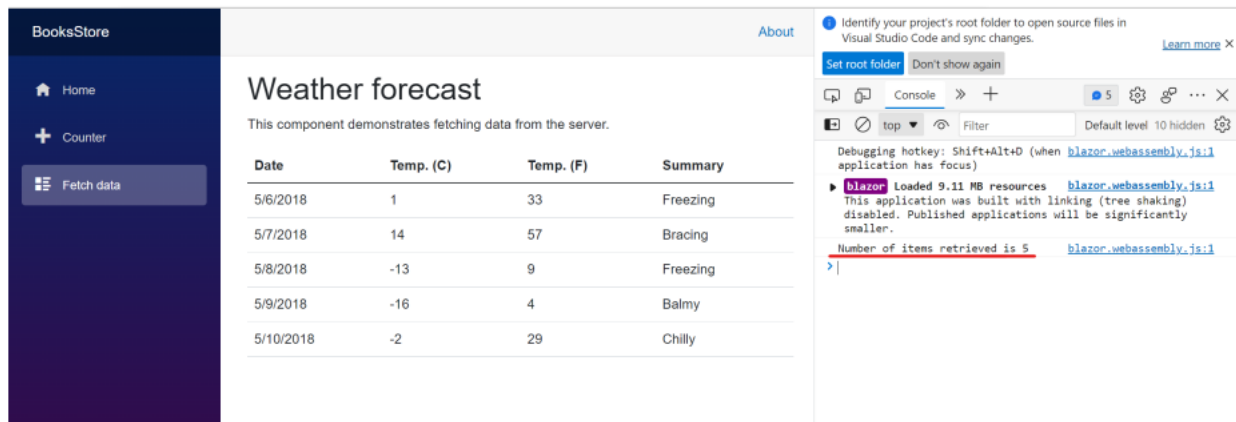 BooksStore
Home
Counter
Fetch data
About
Weather forecast
This component demonstrates fetching data from the server.
Date Temp. (C) Temp. (F) Summary
5/6/2018 1 33 Freezing
5/7/2018 14 57 Bracing
5/8/2018 -13 9 Freezing
5/9/2018 -16 4 Balmy
5/10/2018 -2 29 Chilly
Identify your project's root folder to open source files in
Visual Studio Code and sync changes.
Learn more
Set root folder Don't show again
Console 5
top Filter Default level 10 hidden
Debugging hotkey: Shift+Alt+D (when blazor.webassembly.js:1
application has focus)
blazor Loaded 9.11 MB resources blazor.webassembly.js:1
This application was built with linking (tree shaking)
disabled. Published applications will be significantly
smaller.
Number of items retrieved is 5 blazor.webassembly.js:1